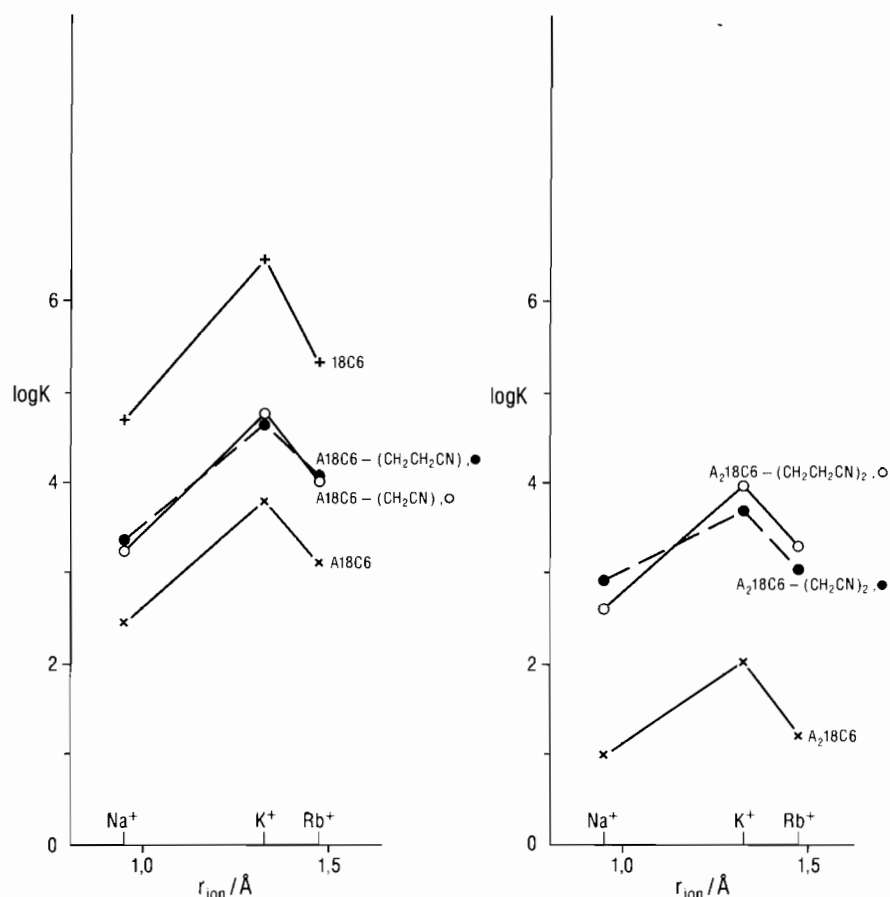 6
18C6
logK
A18C6 – (CH₂CH₂CN) , ●
4
A18C6 – (CH₂CN) , ○
A18C6
2
Na⁺ K⁺ Rb⁺
0
1,0 1,5
r_ion/Å
6
logK
A₂18C6 – (CH₂CH₂CN)₂ , ○
4
A₂18C6 – (CH₂CN)₂ , ●
2
A₂18C6
Na⁺ K⁺ Rb⁺
0
1,0 1,5
r_ion/Å